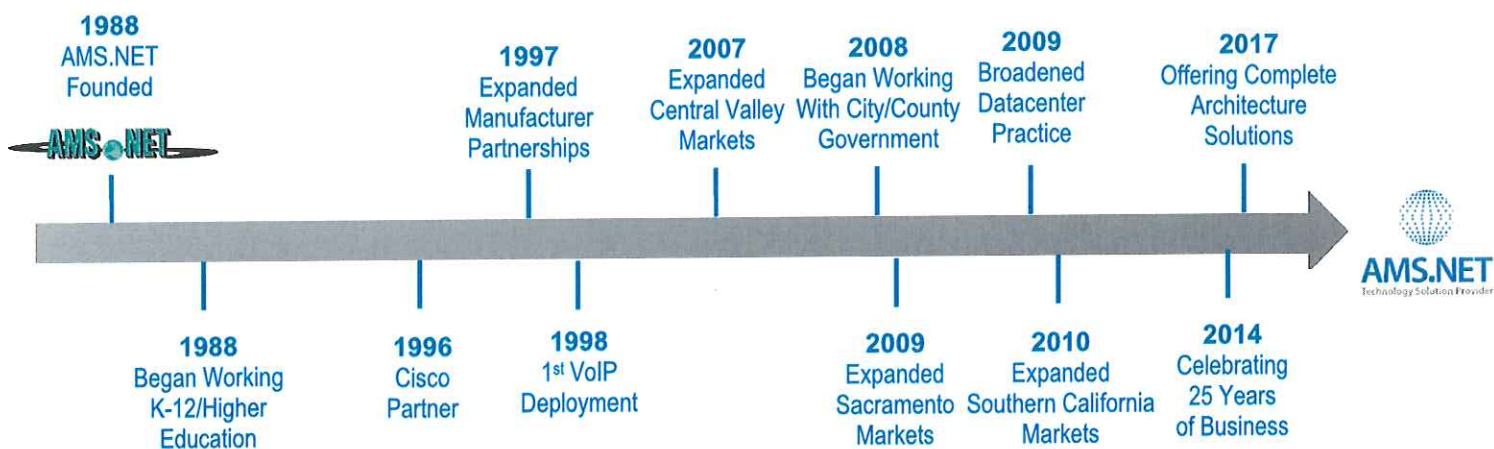 1988
AMS.NET
Founded
AMS.NET
1997
Expanded
Manufacturer
Partnerships
2007
Expanded
Central Valley
Markets
2008
Began Working
With City/County
Government
2009
Broadened
Datacenter
Practice
2017
Offering Complete
Architecture
Solutions
AMS.NET
Technology Solution Provider
1988
Began Working
K-12/Higher
Education
1996
Cisco
Partner
1998
1st VoIP
Deployment
2009
Expanded
Sacramento
Markets
2010
Expanded
Southern California
Markets
2014
Celebrating
25 Years
of Business